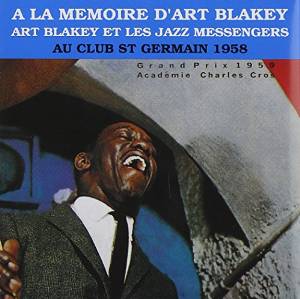 A LA MEMOIRE D'ART BLAKEY
ART BLAKEY ET LES JAZZ MESSENGERS
AU CLUB ST GERMAIN 1958
Grand Prix 1959
Académie Charles Cros